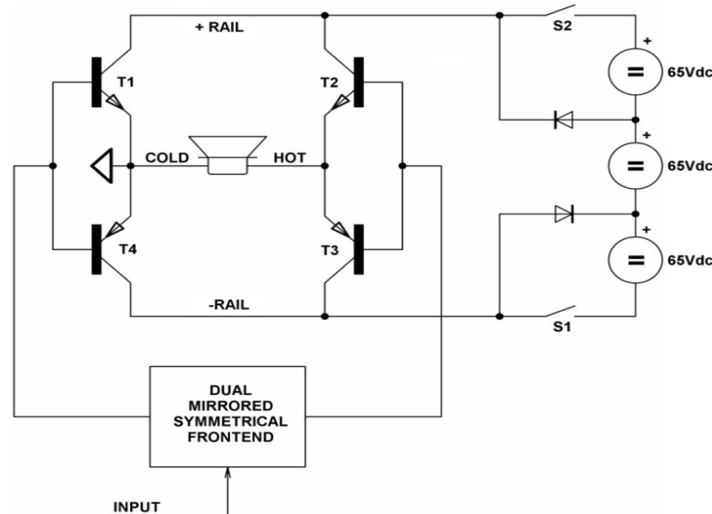 + RAIL
S2
+
65Vdc
T1
T2
=
COLD
HOT
+
65Vdc
=
T4
T3
+
65Vdc
=
-RAIL
S1
DUAL
MIRRORED
SYMMETRICAL
FRONTEND
INPUT